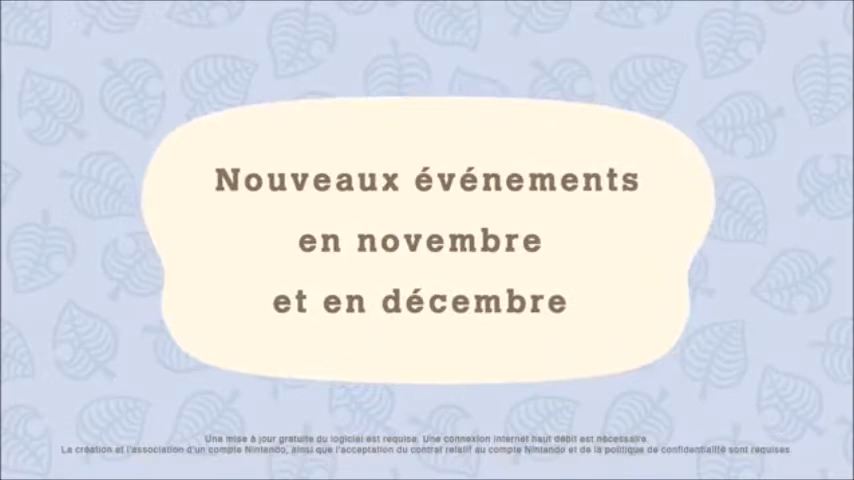 Nouveaux événements
en novembre
et en décembre
Une mise à jour gratuite du logiciel est requise. Une connexion internet haut débit est nécessaire.
La création et l'association d'un compte Nintendo, ainsi que l'acceptation du contrat relatif au compte Nintendo et de la politique de confidentialité sont requises.